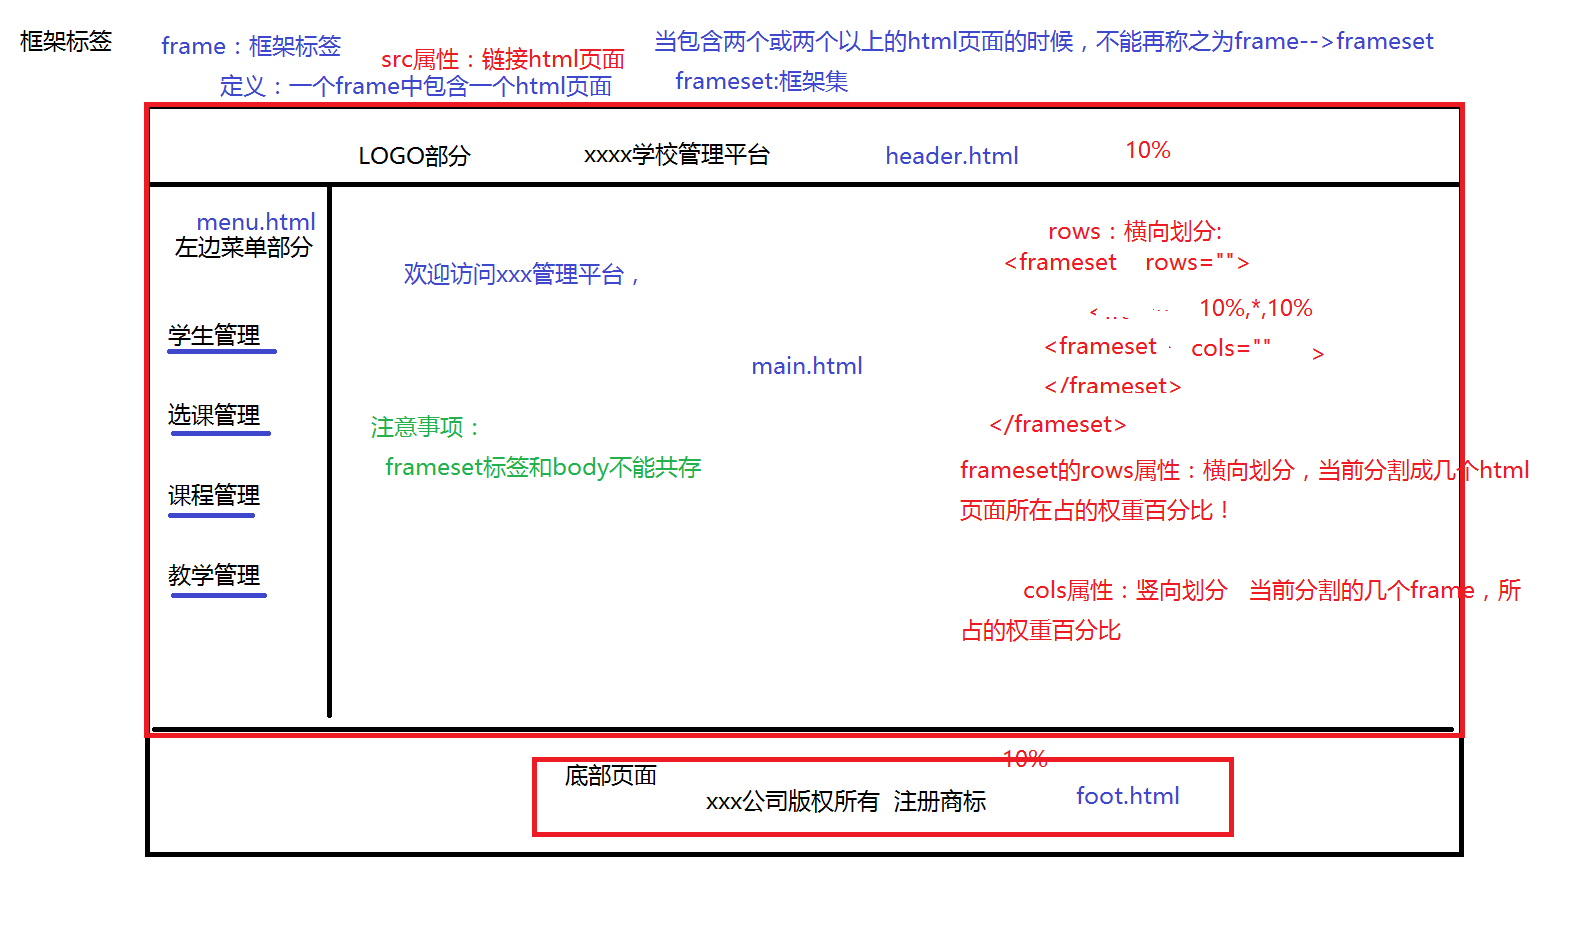 框架标签
frame：框架标签
src属性：链接html页面
定义：一个frame中包含一个html页面
当包含两个或两个以上的html页面的时候，不能再称之为frame-->frameset
frameset:框架集
LOGO部分 xxxx学校管理平台 header.html 10%
menu.html
左边菜单部分
学生管理
选课管理
课程管理
教学管理
欢迎访问xxx管理平台，
main.html
注意事项：
frameset标签和body不能共存
rows：横向划分:
<frameset rows="">
10%,*,10%
<frameset cols="" >
</frameset>
</frameset>
frameset的rows属性：横向划分，当前分割成几个html
页面所在占的权重百分比！
cols属性：竖向划分 当前分割的几个frame，所
占的权重百分比
10%
底部页面
xxx公司版权所有 注册商标 foot.html